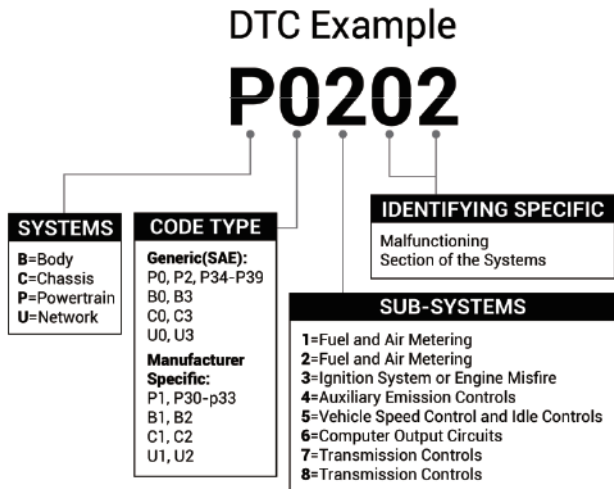 DTC Example
P0202
SYSTEMS
B=Body
C=Chassis
P=Powertrain
U=Network
CODE TYPE
Generic(SAE):
P0, P2, P34-P39
B0, B3
C0, C3
U0, U3
Manufacturer
Specific:
P1, P30-p33
B1, B2
C1, C2
U1, U2
IDENTIFYING SPECIFIC
Malfunctioning
Section of the Systems
SUB-SYSTEMS
1=Fuel and Air Metering
2=Fuel and Air Metering
3=Ignition System or Engine Misfire
4=Auxiliary Emission Controls
5=Vehicle Speed Control and Idle Controls
6=Computer Output Circuits
7=Transmission Controls
8=Transmission Controls